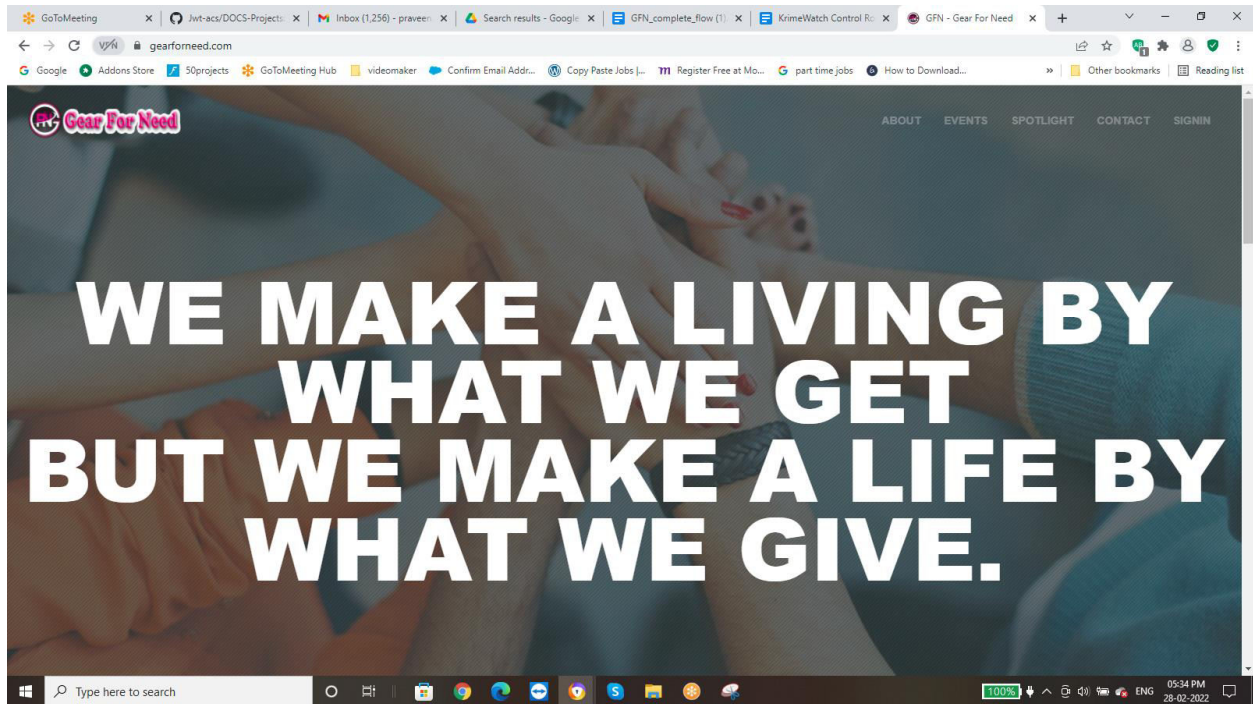 GoToMeeting
Jwt-acs/DOCS-Projects:
Inbox (1,256) - praveen
Search results - Google
GFN_complete_flow (1)
KrimeWatch Control Ro
GFN - Gear For Need
VPN
gearforneed.com
Google
Addons Store
50projects
GoToMeeting Hub
videomaker
Confirm Email Addr...
Copy Paste Jobs |...
Register Free at Mo...
part time jobs
How to Download...
»
Other bookmarks
Reading list
Gear For Need
ABOUT
EVENTS
SPOTLIGHT
CONTACT
SIGNIN
WE MAKE A LIVING BY
WHAT WE GET
BUT WE MAKE A LIFE BY
WHAT WE GIVE.
Type here to search
100%
ENG
05:34 PM
28-02-2022